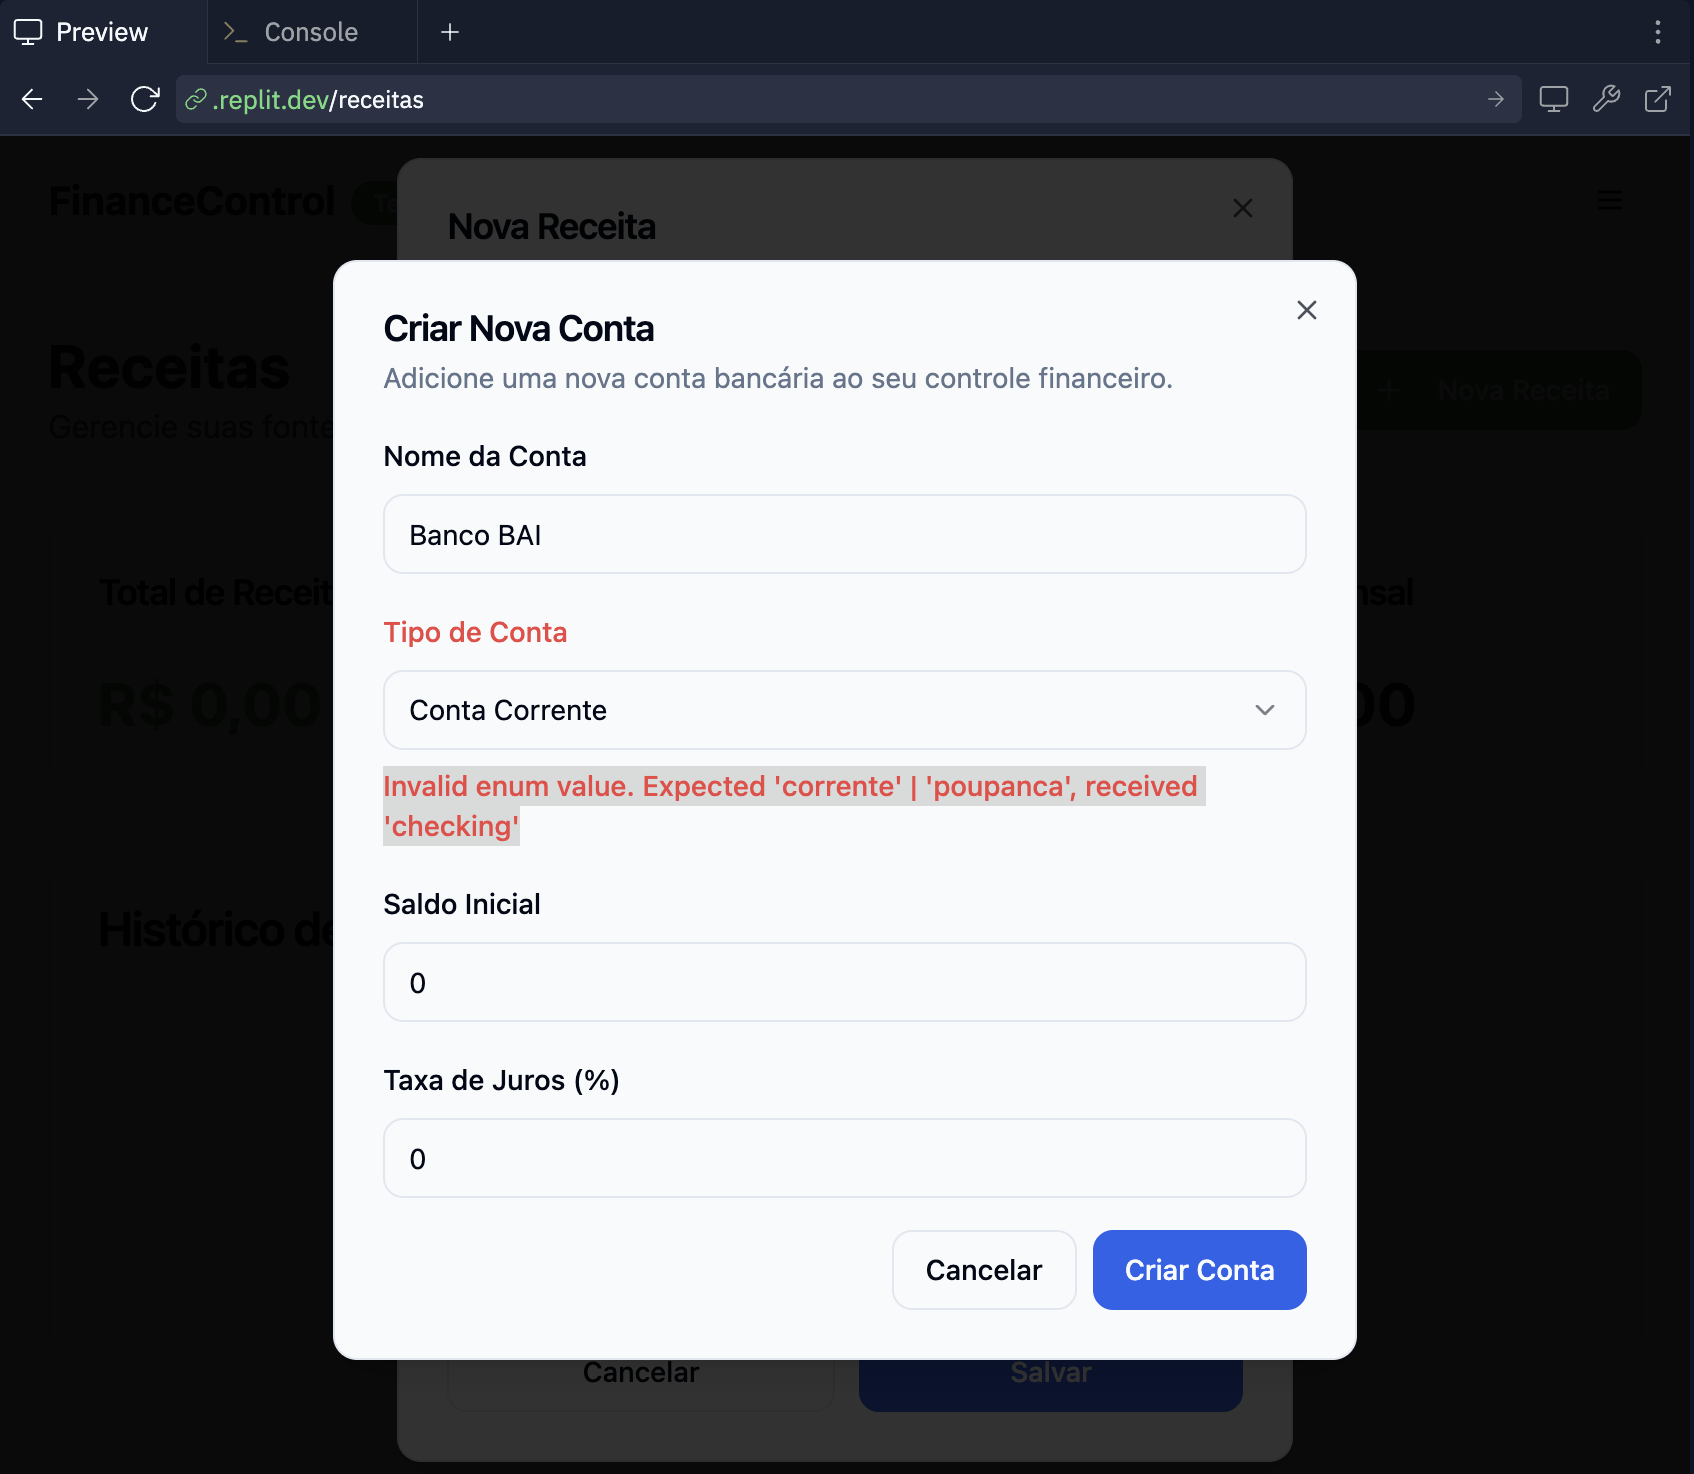 Preview
Console
.replit.dev/receitas
FinanceControl
Te
Nova Receita
Receitas
Gerencie suas fonte
Nova Receita
Criar Nova Conta
Adicione uma nova conta bancária ao seu controle financeiro.
Nome da Conta
Banco BAI
Total de Receit
nsal
Tipo de Conta
R$ 0,00
00
Conta Corrente
Invalid enum value. Expected 'corrente' | 'poupanca', received
'checking'
Histórico de
Saldo Inicial
0
Taxa de Juros (%)
0
Cancelar
Criar Conta
Cancelar
Salvar